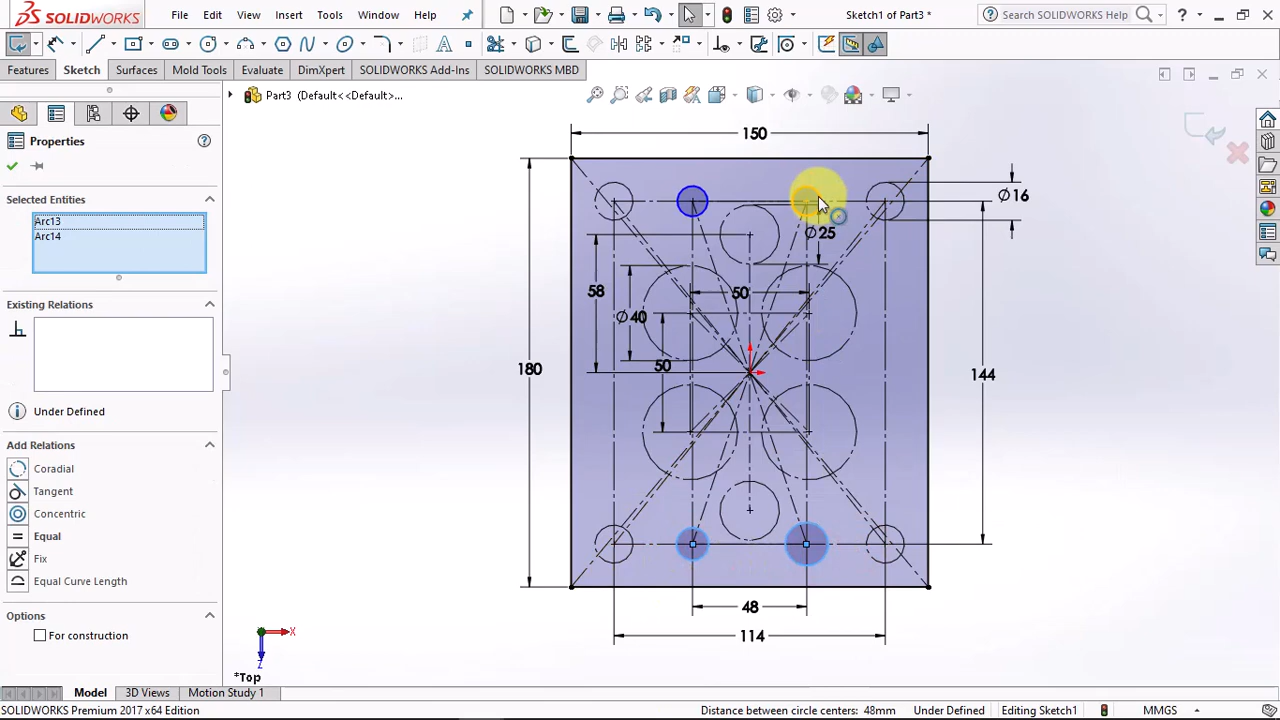 SOLIDWORKS File Edit View Insert Tools Window Help Sketch1 of Part3 Search SOLIDWORKS Help ?
Features Sketch Surfaces Mold Tools Evaluate DimXpert SOLIDWORKS Add-Ins SOLIDWORKS MBD
Part3 (Default<<Default>...
Properties
Selected Entities
Arc13
Arc14
Existing Relations
Under Defined
Add Relations
Coradial
Tangent
Concentric
Equal
Fix
Equal Curve Length
Options
For construction
150
Ø16
Ø25
58
50
Ø40
50
180
144
48
114
X
Z
*Top
Model 3D Views Motion Study 1
SOLIDWORKS Premium 2017 x64 Edition Distance between circle centers: 48mm Under Defined Editing Sketch1 MMGS